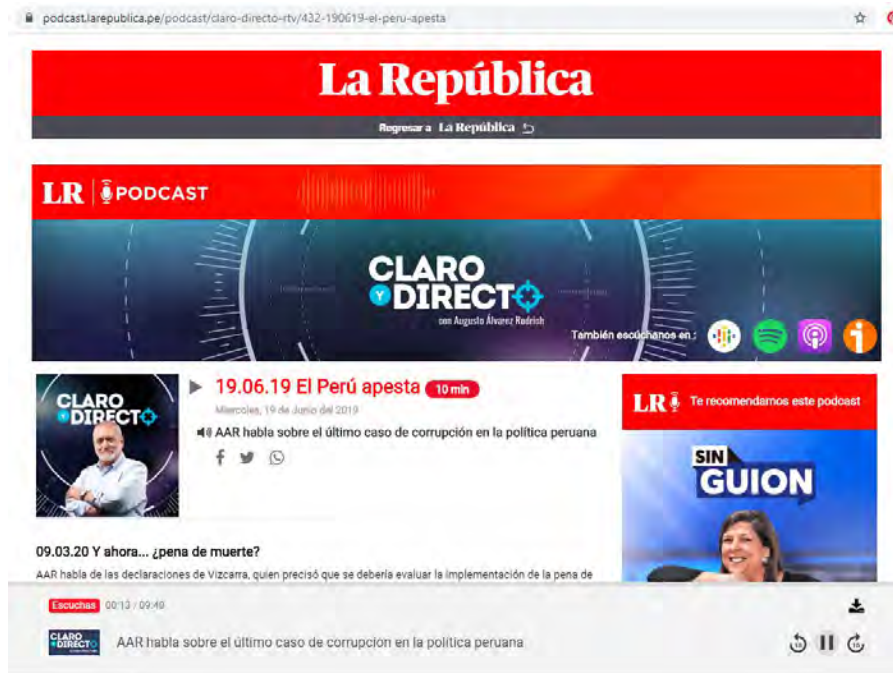 podcast.larepublica.pe/podcast/claro-directo-rtv/432-190619-el-peru-apesta
La República
Regresar a La República
LR PODCAST
CLARO
Y DIRECTO
con Augusto Álvarez Rodrich
También escúchanos en :
CLARO
Y DIRECTO
19.06.19 El Perú apesta 10 min
Miercoles, 19 de Junio del 2019
AAR habla sobre el último caso de corrupción en la política peruana
LR Te recomendamos este podcast
SIN
GUION
09.03.20 Y ahora... ¿pena de muerte?
AAR habla de las declaraciones de Vizcarra, quien precisó que se debería evaluar la implementación de la pena de
Escuchas 00:13 / 09:40
CLARO
Y DIRECTO
AAR habla sobre el último caso de corrupción en la política peruana